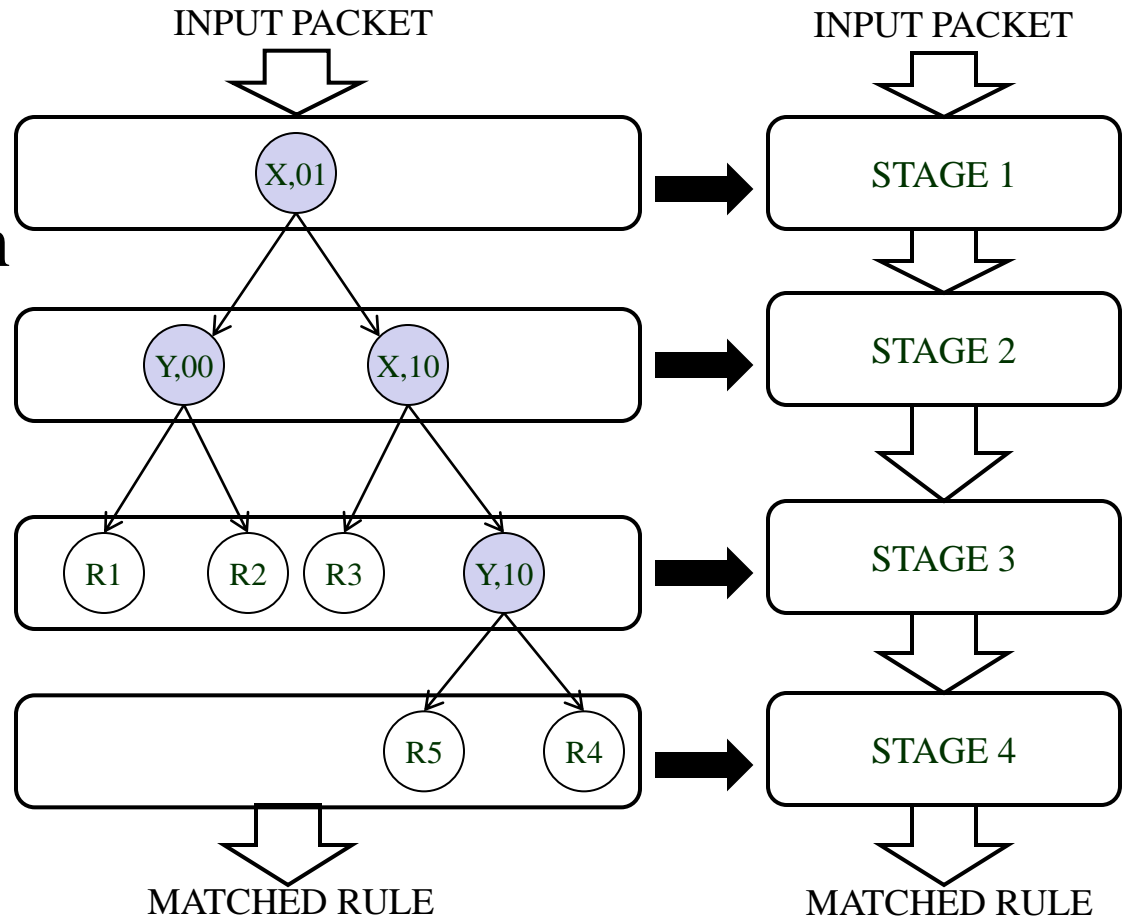 INPUT PACKET
INPUT PACKET
X,01
STAGE 1
Y,00
X,10
STAGE 2
R1
R2
R3
Y,10
STAGE 3
R5
R4
STAGE 4
MATCHED RULE
MATCHED RULE